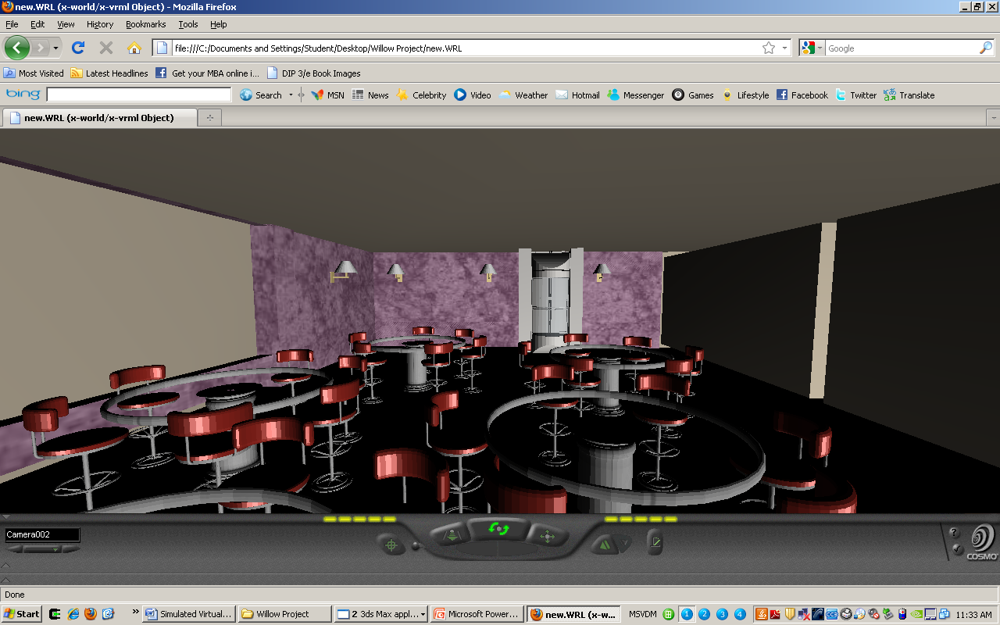 new.WRL (x-world/x-vrml Object) - Mozilla Firefox
File Edit View History Bookmarks Tools Help
file:///C:/Documents and Settings/Student/Desktop/Willow Project/new.WRL Google
Most Visited Latest Headlines Get your MBA online i... DIP 3/e Book Images
bing Search MSN News Celebrity Video Weather Hotmail Messenger Games Lifestyle Facebook Twitter Translate
new.WRL (x-world/x-vrml Object)
Camera002
COSMO
Done
Start Simulated Virtual... Willow Project 2 3ds Max appl... Microsoft Power... new.WRL (x-w... MSVDM 1 2 3 4 11:33 AM